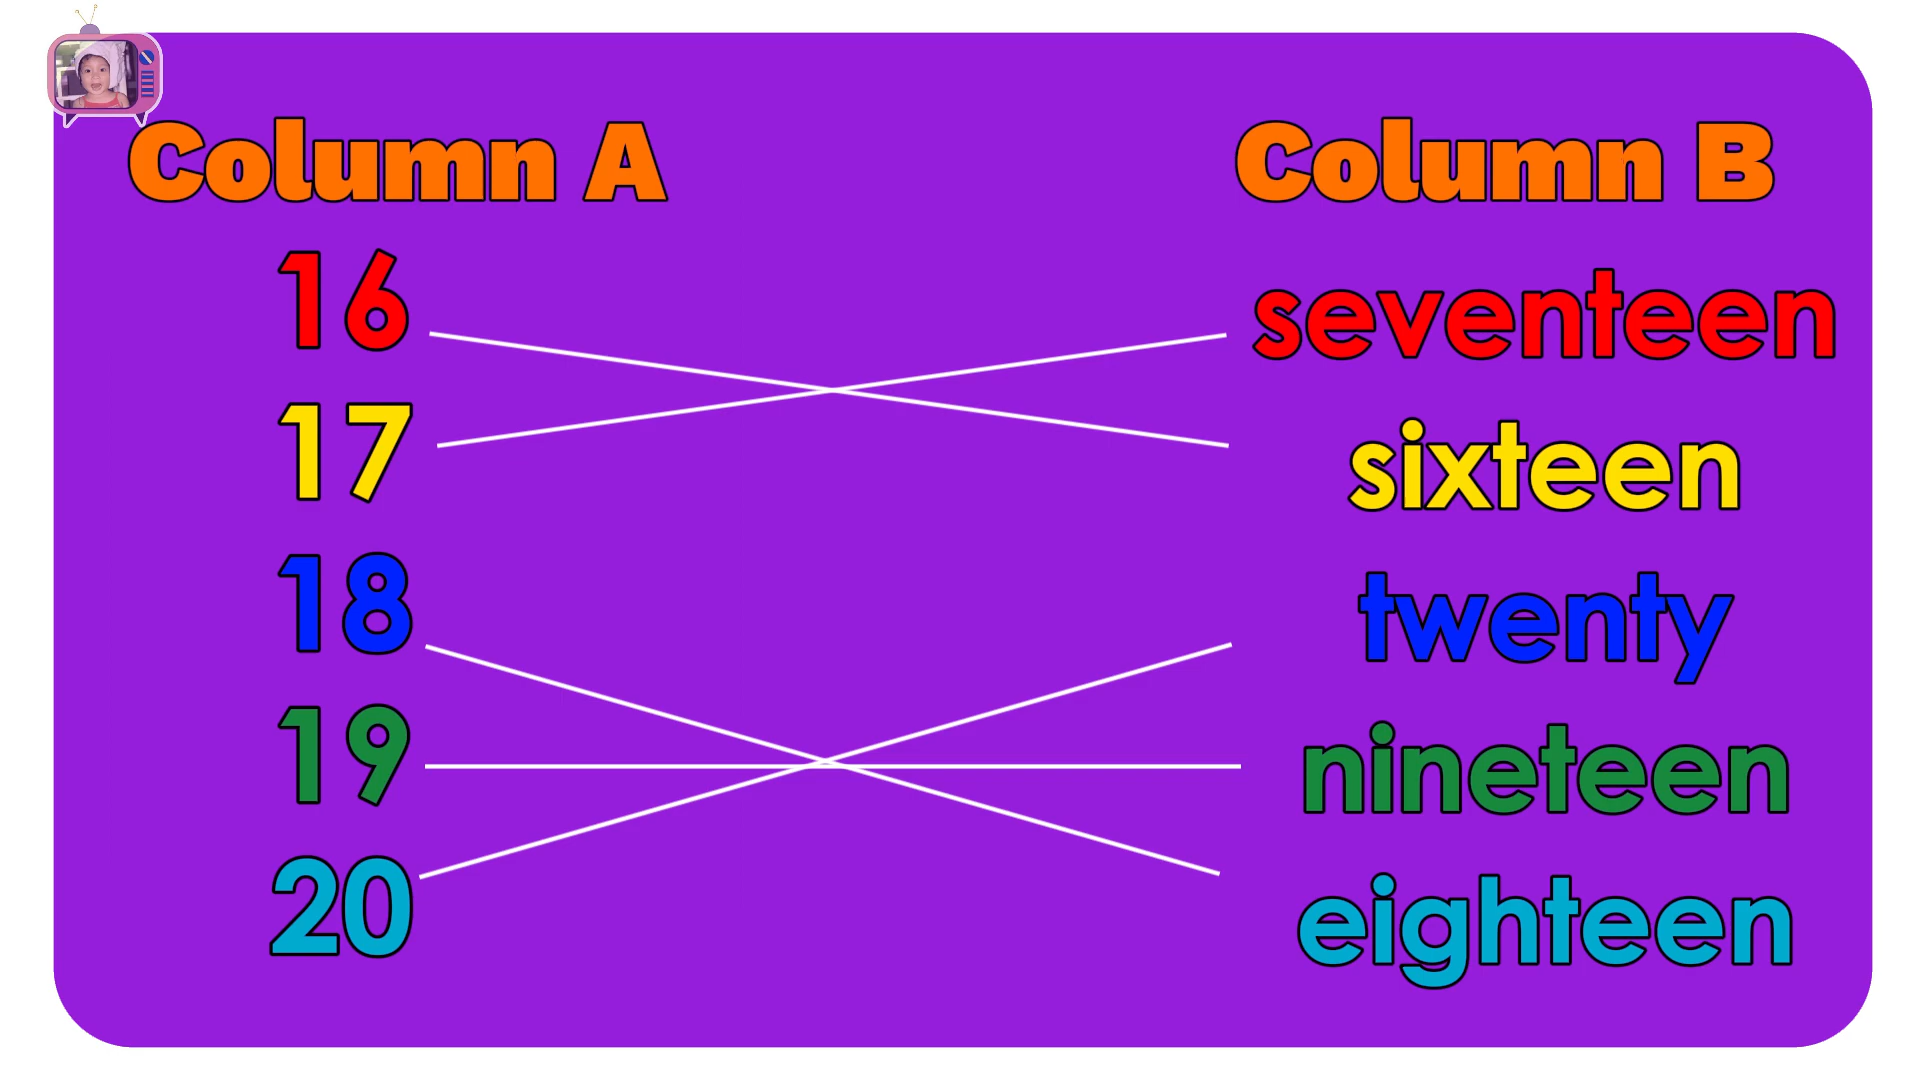 Column A Column B
16 seventeen
17 sixteen
18 twenty
19 nineteen
20 eighteen